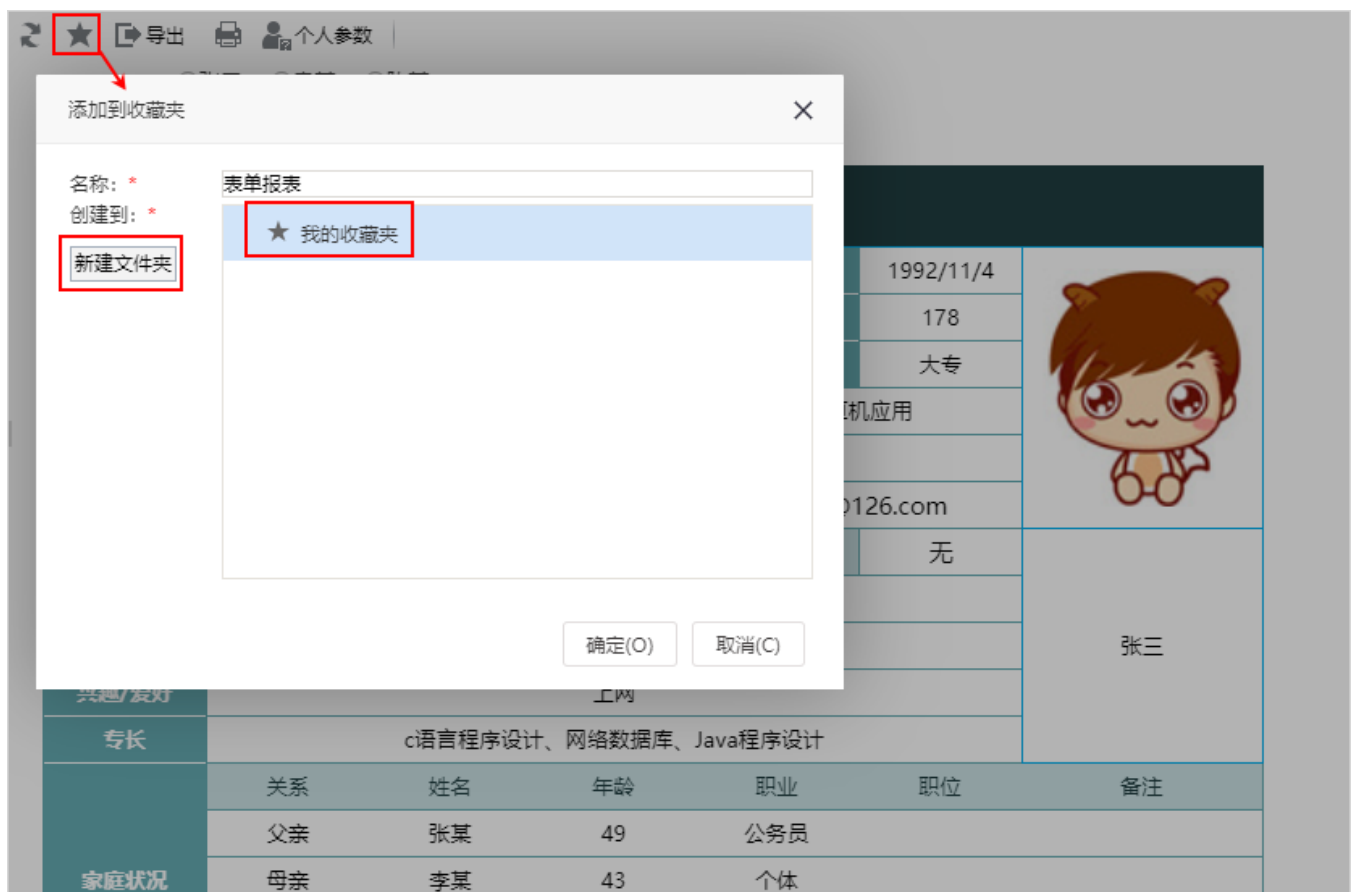 导出 个人参数
添加到收藏夹
名称: * 表单报表
创建到: *
我的收藏夹
新建文件夹
1992/11/4
178
大专
机应用
126.com
无
确定(O) 取消(C)
张三
兴趣/爱好 上网
专长 c语言程序设计、网络数据库、Java程序设计
关系 姓名 年龄 职业 职位 备注
父亲 张某 49 公务员
家庭状况 母亲 李某 43 个体